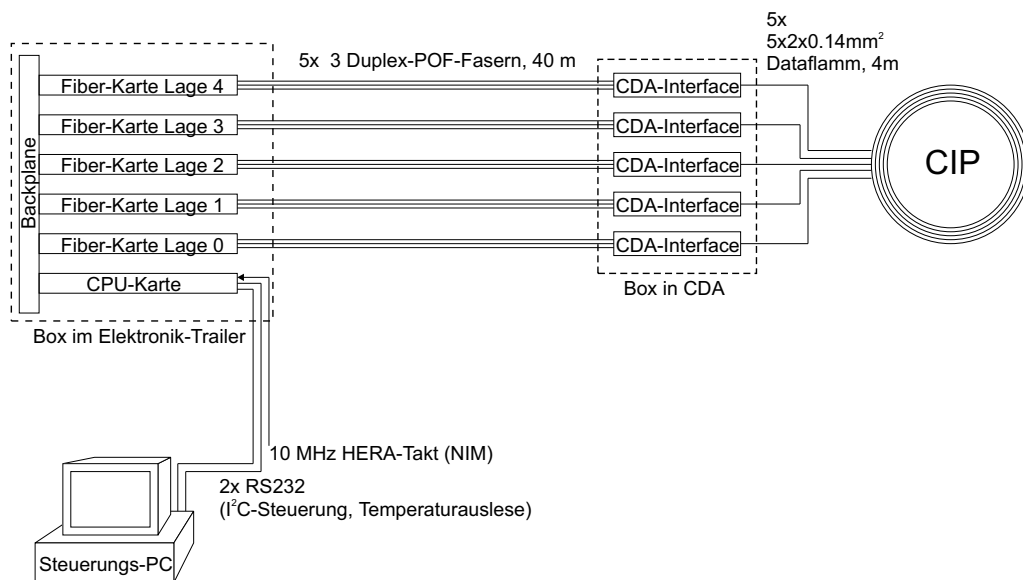 5x 3 Duplex-POF-Fasern, 40 m
5x
5x2x0.14mm²
Dataflamm, 4m
Backplane
Fiber-Karte Lage 4
Fiber-Karte Lage 3
Fiber-Karte Lage 2
Fiber-Karte Lage 1
Fiber-Karte Lage 0
CPU-Karte
Box im Elektronik-Trailer
CDA-Interface
CDA-Interface
CDA-Interface
CDA-Interface
CDA-Interface
Box in CDA
CIP
10 MHz HERA-Takt (NIM)
2x RS232
(I²C-Steuerung, Temperaturauslese)
Steuerungs-PC